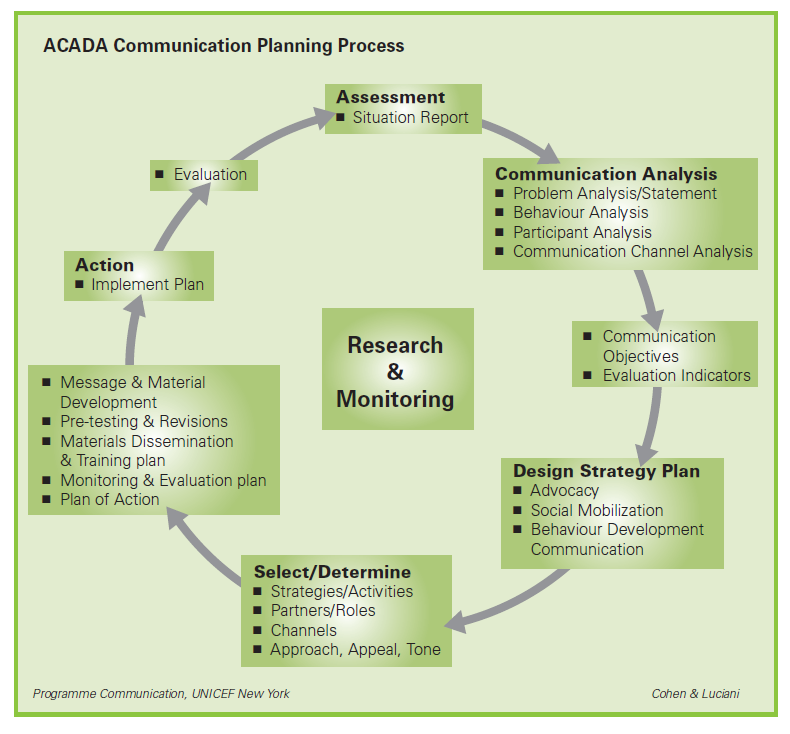 ACADA Communication Planning Process
Assessment
■ Situation Report
■ Evaluation
Communication Analysis
■ Problem Analysis/Statement
■ Behaviour Analysis
■ Participant Analysis
■ Communication Channel Analysis
Action
■ Implement Plan
Research
&
Monitoring
■ Communication
Objectives
■ Evaluation Indicators
■ Message & Material
Development
■ Pre-testing & Revisions
■ Materials Dissemination
& Training plan
■ Monitoring & Evaluation plan
■ Plan of Action
Design Strategy Plan
■ Advocacy
■ Social Mobilization
■ Behaviour Development
Communication
Select/Determine
■ Strategies/Activities
■ Partners/Roles
■ Channels
■ Approach, Appeal, Tone
Programme Communication, UNICEF New York
Cohen & Luciani